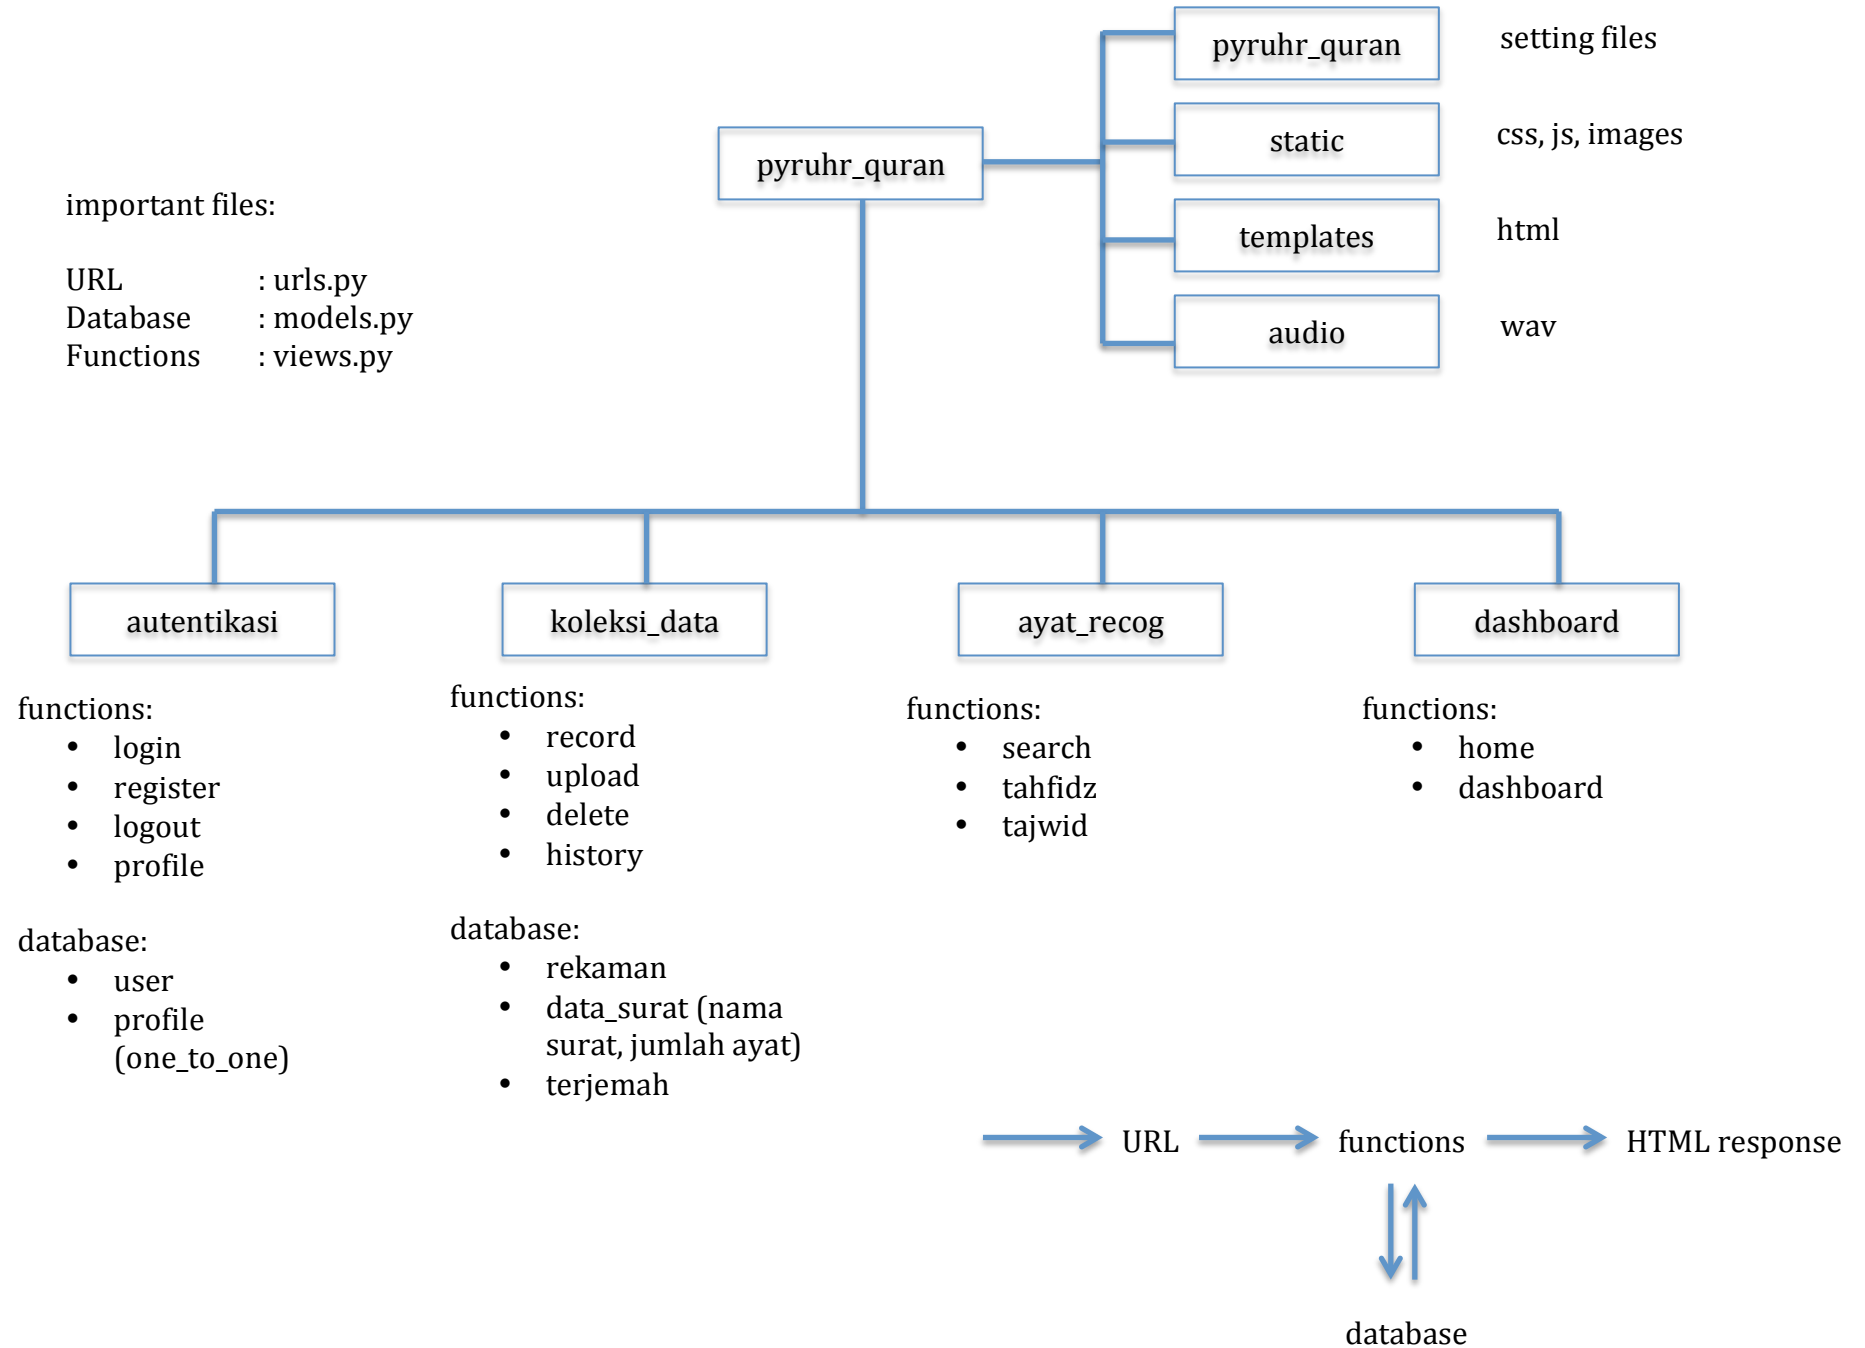 pyruhr_quran
setting files
static
css, js, images
pyruhr_quran
templates
html
audio
wav
important files:
URL : urls.py
Database : models.py
Functions : views.py
autentikasi
functions:
• login
• register
• logout
• profile
database:
• user
• profile
(one_to_one)
koleksi_data
functions:
• record
• upload
• delete
• history
database:
• rekaman
• data_surat (nama
surat, jumlah ayat)
• terjemah
ayat_recog
functions:
• search
• tahfidz
• tajwid
dashboard
functions:
• home
• dashboard
URL
functions
HTML response
database